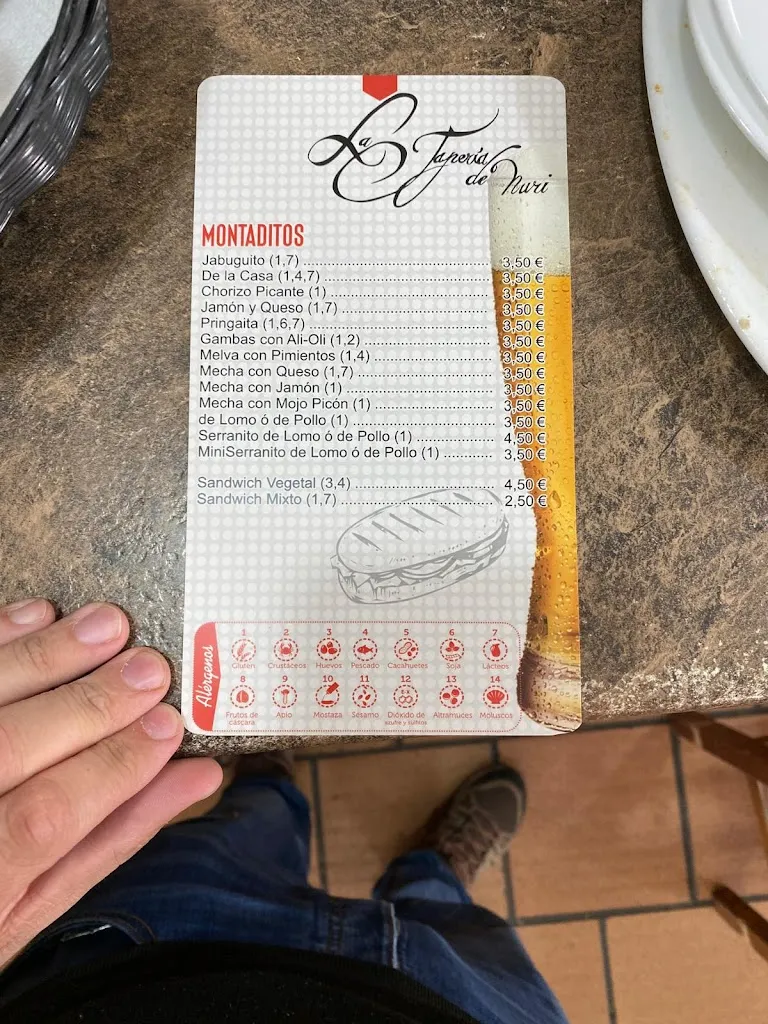 La Tapería
de Nuri
MONTADITOS
Jabuguito (1,7) ........ 3,50 €
De la Casa (1,4,7) ........ 3,50 €
Chorizo Picante (1) ........ 3,50 €
Jamón y Queso (1,7) ........ 3,50 €
Pringaita (1,6,7) ........ 3,50 €
Gambas con Ali-Oli (1,2) ........ 3,50 €
Melva con Pimientos (1,4) ........ 3,50 €
Mecha con Queso (1,7) ........ 3,50 €
Mecha con Jamón (1) ........ 3,50 €
Mecha con Mojo Picón (1) ........ 3,50 €
de Lomo ó de Pollo (1) ........ 3,50 €
Serranito de Lomo ó de Pollo (1) ........ 4,50 €
MiniSerranito de Lomo ó de Pollo (1) ........ 3,50 €
Sandwich Vegetal (3,4) ........ 4,50 €
Sandwich Mixto (1,7) ........ 2,50 €
Alérgenos
1 2 3 4 5 6 7
Gluten Crustáceos Huevos Pescado Cacahuetes Soja Lácteos
8 9 10 11 12 13 14
Frutos de cáscara Apio Mostaza Sésamo Dióxido de azufre y sulfitos Altramuces Moluscos